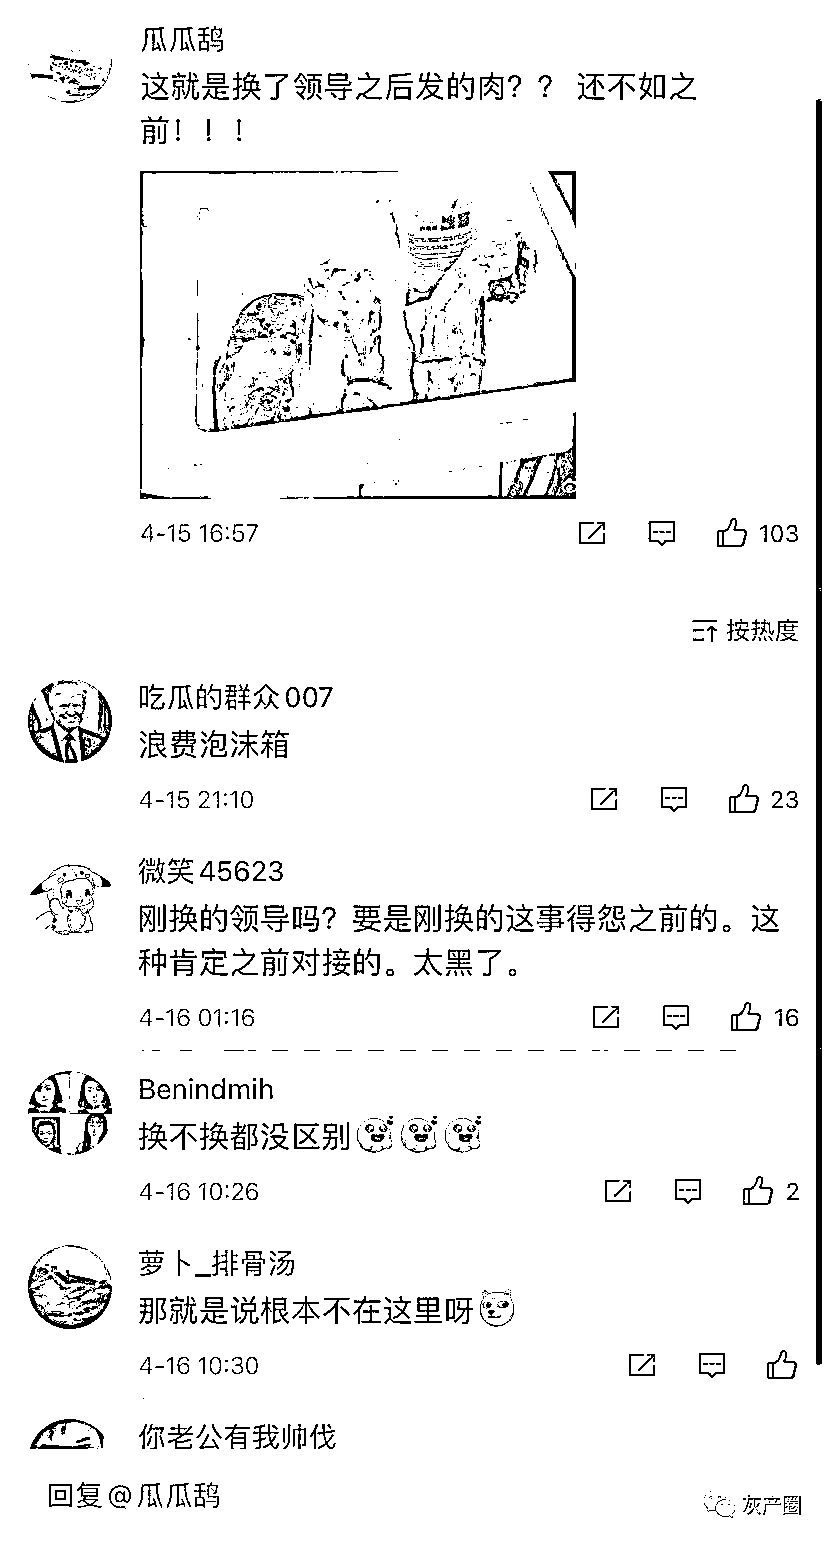 瓜瓜鸹
这就是换了领导之后发的肉？？ 还不如之
前！！！
4-15 16:57
103
按热度
吃瓜的群众007
浪费泡沫箱
4-15 21:10
23
微笑45623
刚换的领导吗？要是刚换的这事得怨之前的。这
种肯定之前对接的。太黑了。
4-16 01:16
16
Benindmih
换不换都没区别
4-16 10:26
2
萝卜_排骨汤
那就是说根本不在这里呀
4-16 10:30
你老公有我帅伐
回复@瓜瓜鸹
灰产圈